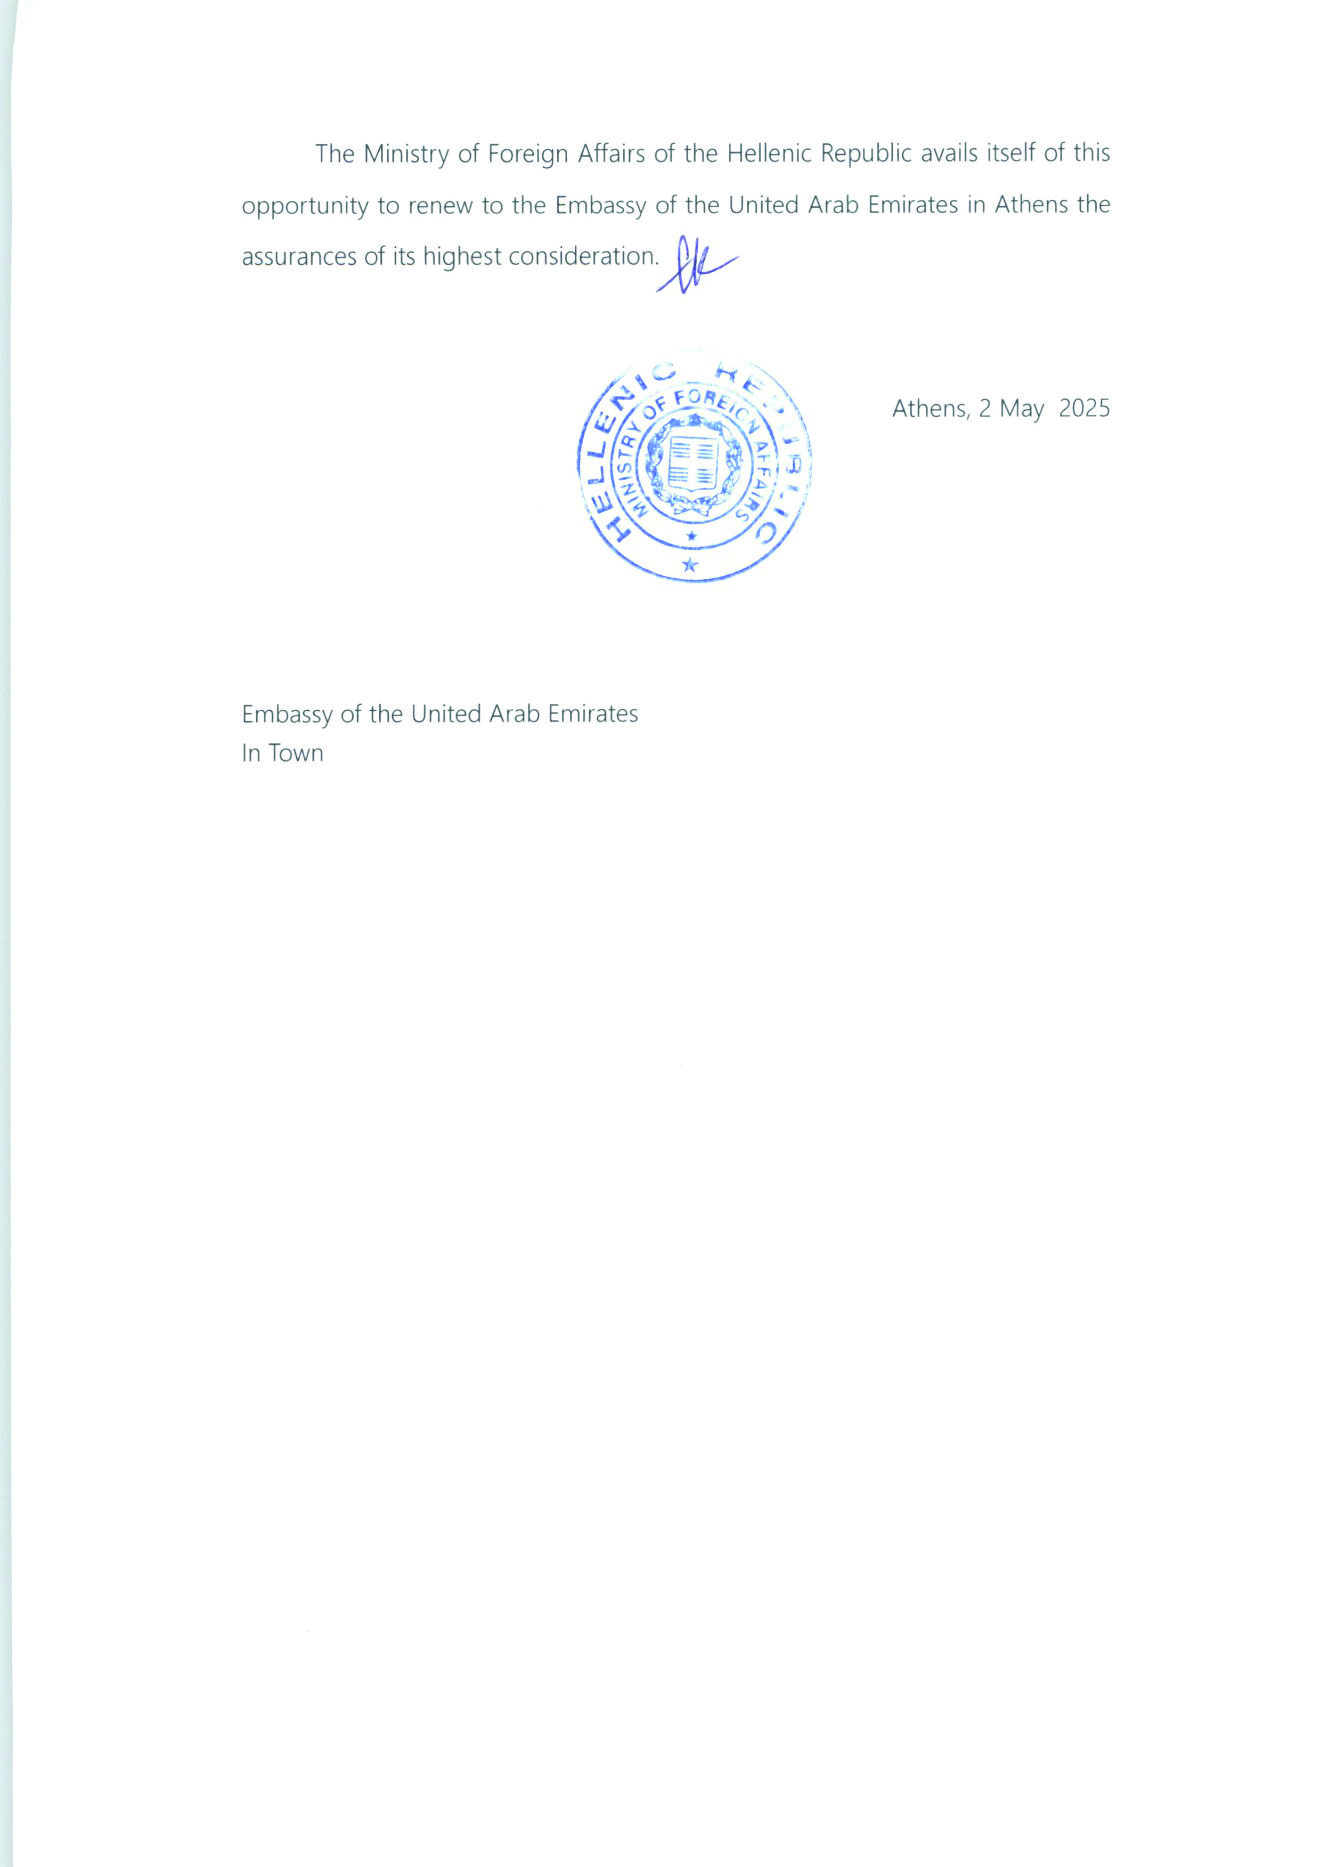 The Ministry of Foreign Affairs of the Hellenic Republic avails itself of this
opportunity to renew to the Embassy of the United Arab Emirates in Athens the
assurances of its highest consideration.
HELLENIC REPUBLIC
MINISTRY OF FOREIGN AFFAIRS
Athens, 2 May 2025
Embassy of the United Arab Emirates
In Town